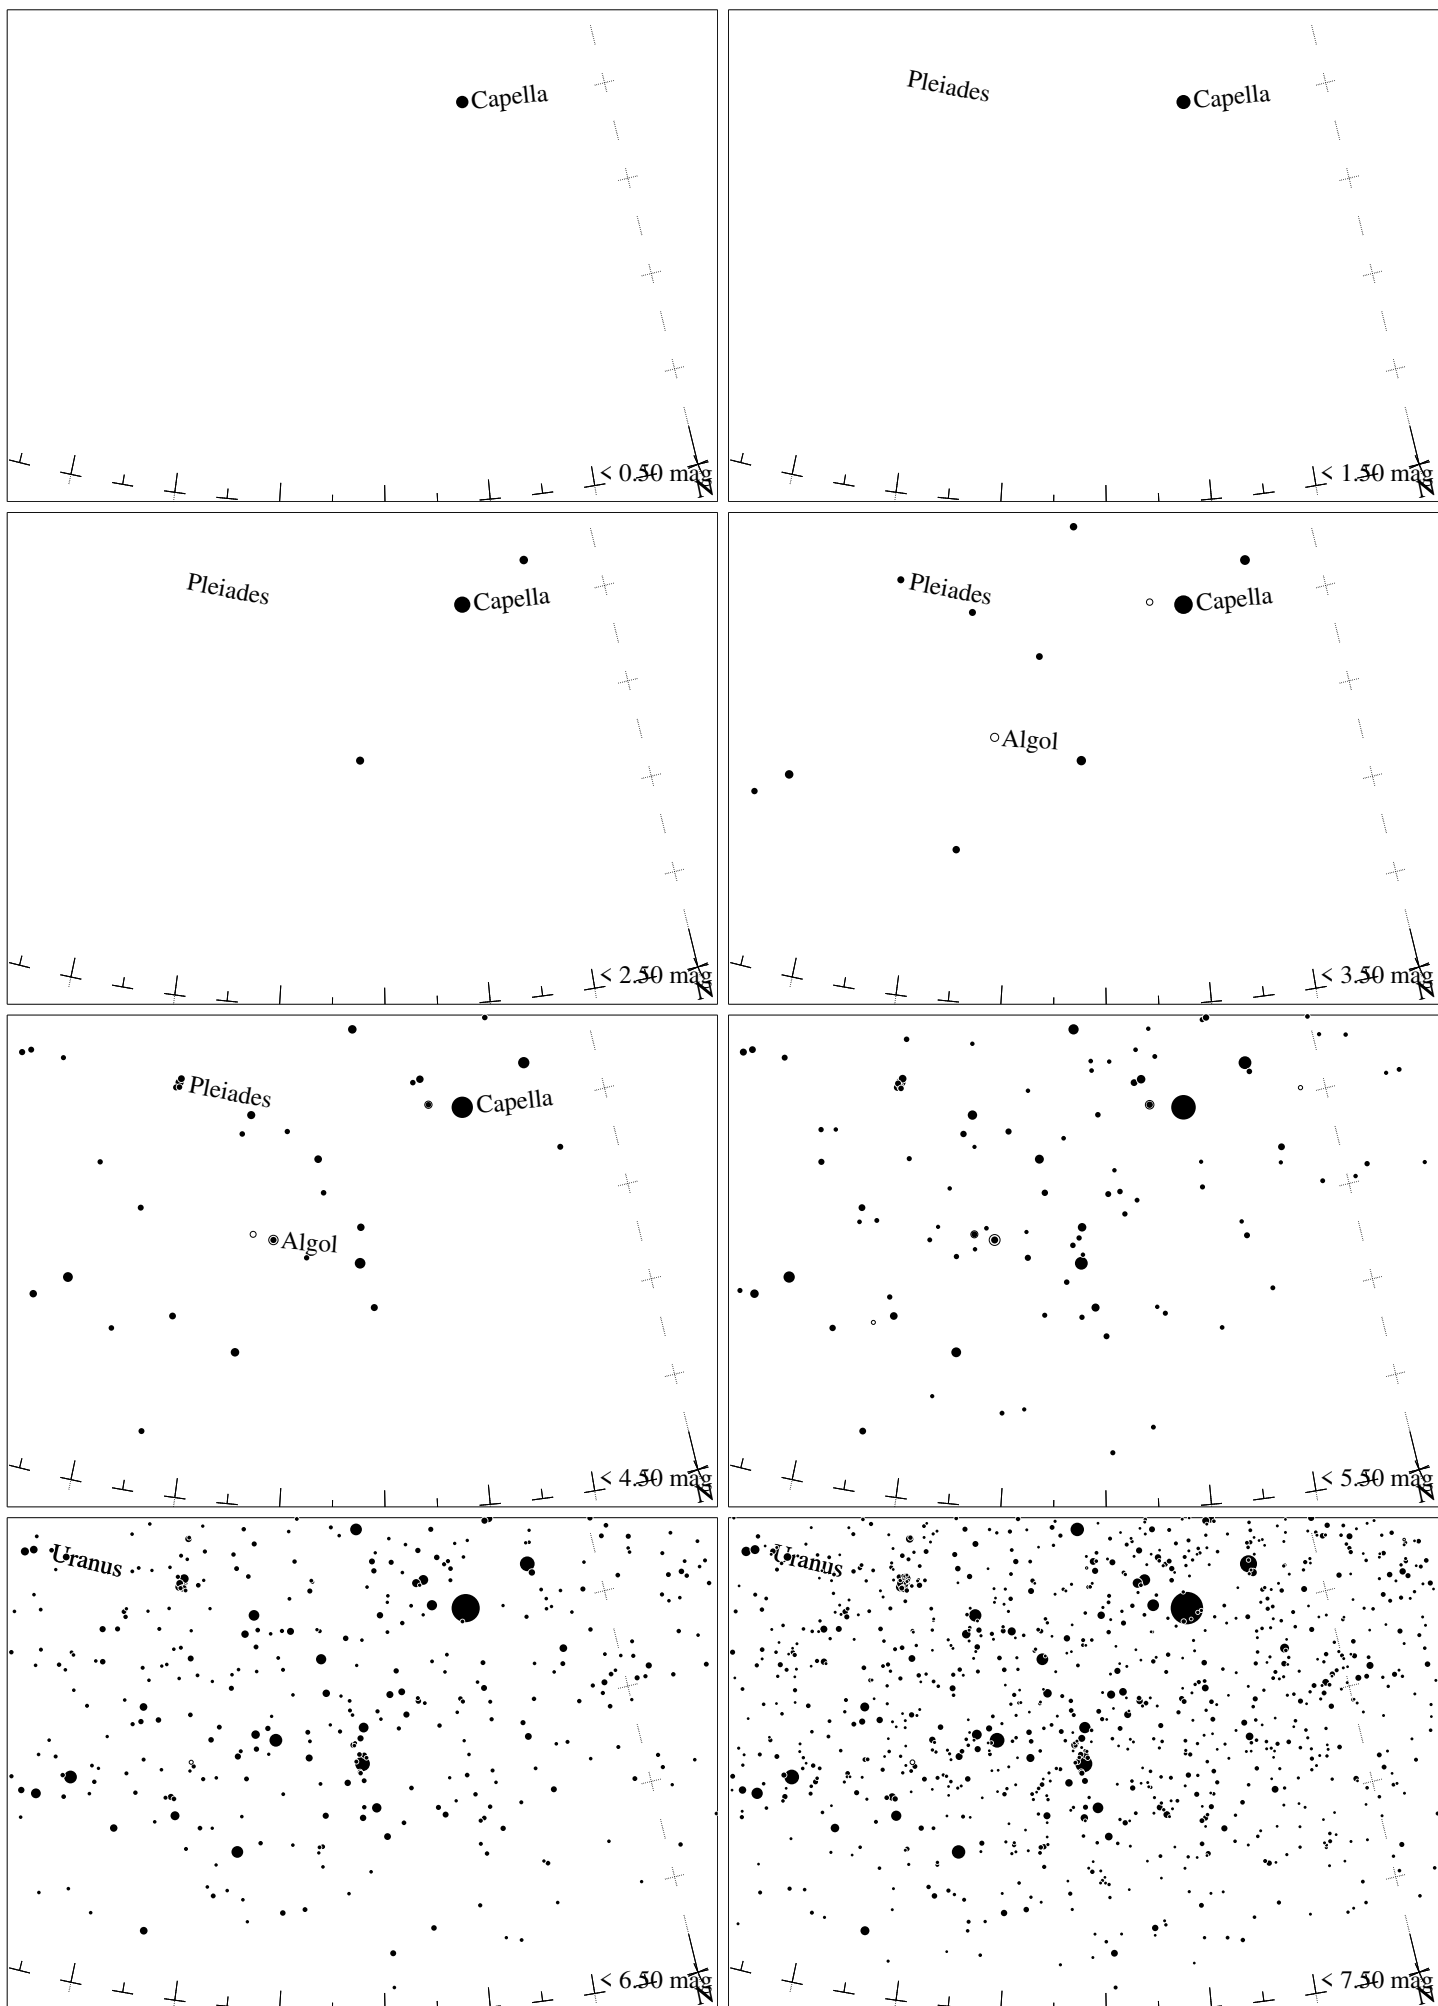 Capella
< 0.50 mag
N
Pleiades
Capella
< 1.50 mag
N
Pleiades
Capella
< 2.50 mag
N
Pleiades
Capella
Algol
< 3.50 mag
N
Pleiades
Capella
Algol
< 4.50 mag
N
< 5.50 mag
N
Uranus
< 6.50 mag
N
Uranus
< 7.50 mag
N